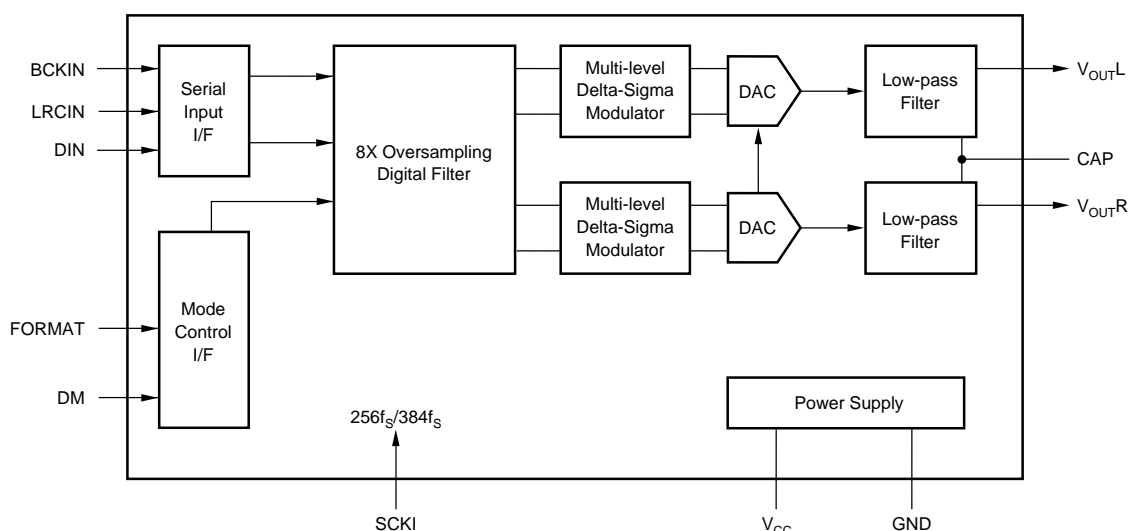 BCKIN
LRCIN
DIN
Serial
Input
I/F
8X Oversampling
Digital Filter
Multi-level
Delta-Sigma
Modulator
DAC
Low-pass
Filter
VOUTL
CAP
Multi-level
Delta-Sigma
Modulator
DAC
Low-pass
Filter
VOUTR
FORMAT
DM
Mode
Control
I/F
256fS/384fS
Power Supply
SCKI
VCC
GND